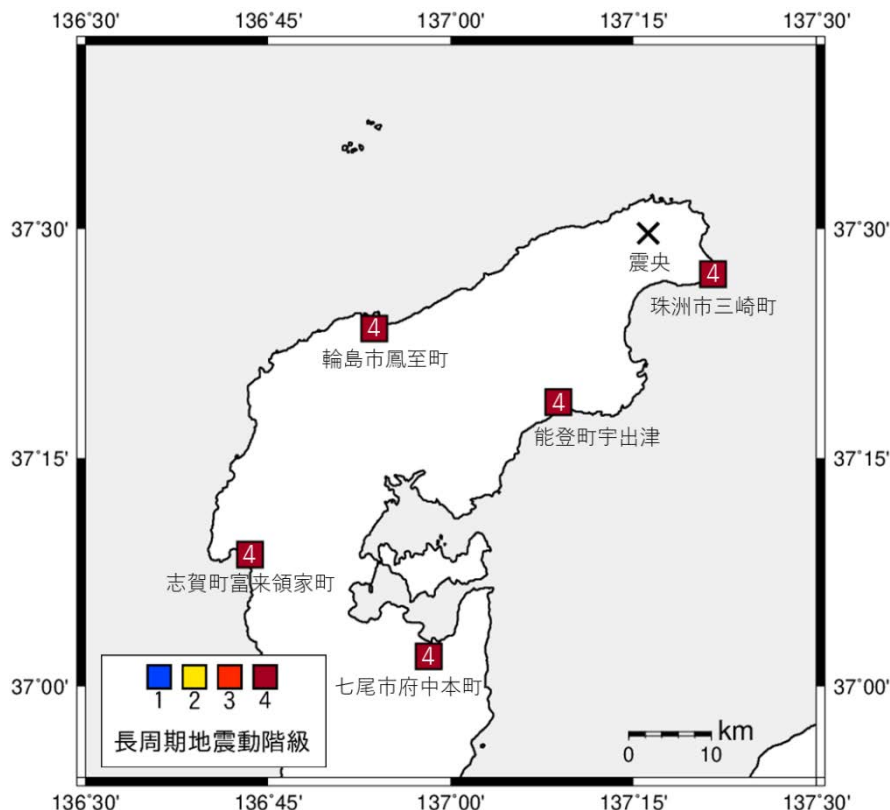 136˚30'
136˚45'
137˚00'
137˚15'
137˚30'
37˚30'
37˚30'
震央
4
珠洲市三崎町
4
輪島市鳳至町
4
能登町宇出津
37˚15'
37˚15'
4
志賀町富来領家町
4
七尾市府中本町
37˚00'
37˚00'
1 2 3 4
長周期地震動階級
km
0 10
136˚30'
136˚45'
137˚00'
137˚15'
137˚30'